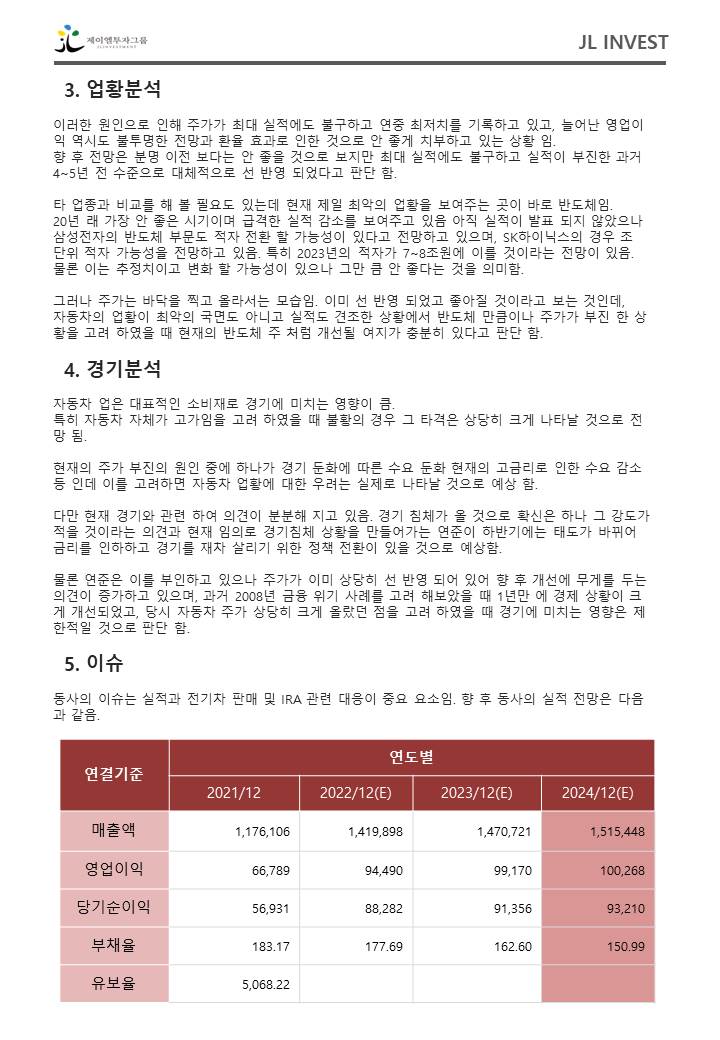 제이엘투자그룹
JLINVESTMENT
JL INVEST
3. 업황분석
이러한 원인으로 인해 주가가 최대 실적에도 불구하고 연중 최저치를 기록하고 있고, 늘어난 영업이
익 역시도 불투명한 전망과 환율 효과로 인한 것으로 안 좋게 치부하고 있는 상황 임.
향 후 전망은 분명 이전 보다는 안 좋을 것으로 보지만 최대 실적에도 불구하고 실적이 부진한 과거
4~5년 전 수준으로 대체적으로 선 반영 되었다고 판단 함.
타 업종과 비교를 해 볼 필요도 있는데 현재 제일 최악의 업황을 보여주는 곳이 바로 반도체임.
20년 래 가장 안 좋은 시기이며 급격한 실적 감소를 보여주고 있음 아직 실적이 발표 되지 않았으나
삼성전자의 반도체 부문도 적자 전환 할 가능성이 있다고 전망하고 있으며, SK하이닉스의 경우 조
단위 적자 가능성을 전망하고 있음. 특히 2023년의 적자가 7~8조원에 이를 것이라는 전망이 있음.
물론 이는 추정치이고 변화 할 가능성이 있으나 그만 큼 안 좋다는 것을 의미함.
그러나 주가는 바닥을 찍고 올라서는 모습임. 이미 선 반영 되었고 좋아질 것이라고 보는 것인데,
자동차의 업황이 최악의 국면도 아니고 실적도 견조한 상황에서 반도체 만큼이나 주가가 부진 한 상
황을 고려 하였을 때 현재의 반도체 주 처럼 개선될 여지가 충분히 있다고 판단 함.
4. 경기분석
자동차 업은 대표적인 소비재로 경기에 미치는 영향이 큼.
특히 자동차 자체가 고가임을 고려 하였을 때 불황의 경우 그 타격은 상당히 크게 나타날 것으로 전
망 됨.
현재의 주가 부진의 원인 중에 하나가 경기 둔화에 따른 수요 둔화 현재의 고금리로 인한 수요 감소
등 인데 이를 고려하면 자동차 업황에 대한 우려는 실제로 나타날 것으로 예상 함.
다만 현재 경기와 관련 하여 의견이 분분해 지고 있음. 경기 침체가 올 것으로 확신은 하나 그 강도가
적을 것이라는 의견과 현재 임의로 경기침체 상황을 만들어가는 연준이 하반기에는 태도가 바뀌어
금리를 인하하고 경기를 재차 살리기 위한 정책 전환이 있을 것으로 예상함.
물론 연준은 이를 부인하고 있으나 주가가 이미 상당히 선 반영 되어 있어 향 후 개선에 무게를 두는
의견이 증가하고 있으며, 과거 2008년 금융 위기 사례를 고려 해보았을 때 1년만 에 경제 상황이 크
게 개선되었고, 당시 자동차 주가 상당히 크게 올랐던 점을 고려 하였을 때 경기에 미치는 영향은 제
한적일 것으로 판단 함.
5. 이슈
동사의 이슈는 실적과 전기차 판매 및 IRA 관련 대응이 중요 요소임. 향 후 동사의 실적 전망은 다음
과 같음.
연결기준 연도별
2021/12 2022/12(E) 2023/12(E) 2024/12(E)
매출액 1,176,106 1,419,898 1,470,721 1,515,448
영업이익 66,789 94,490 99,170 100,268
당기순이익 56,931 88,282 91,356 93,210
부채율 183.17 177.69 162.60 150.99
유보율 5,068.22